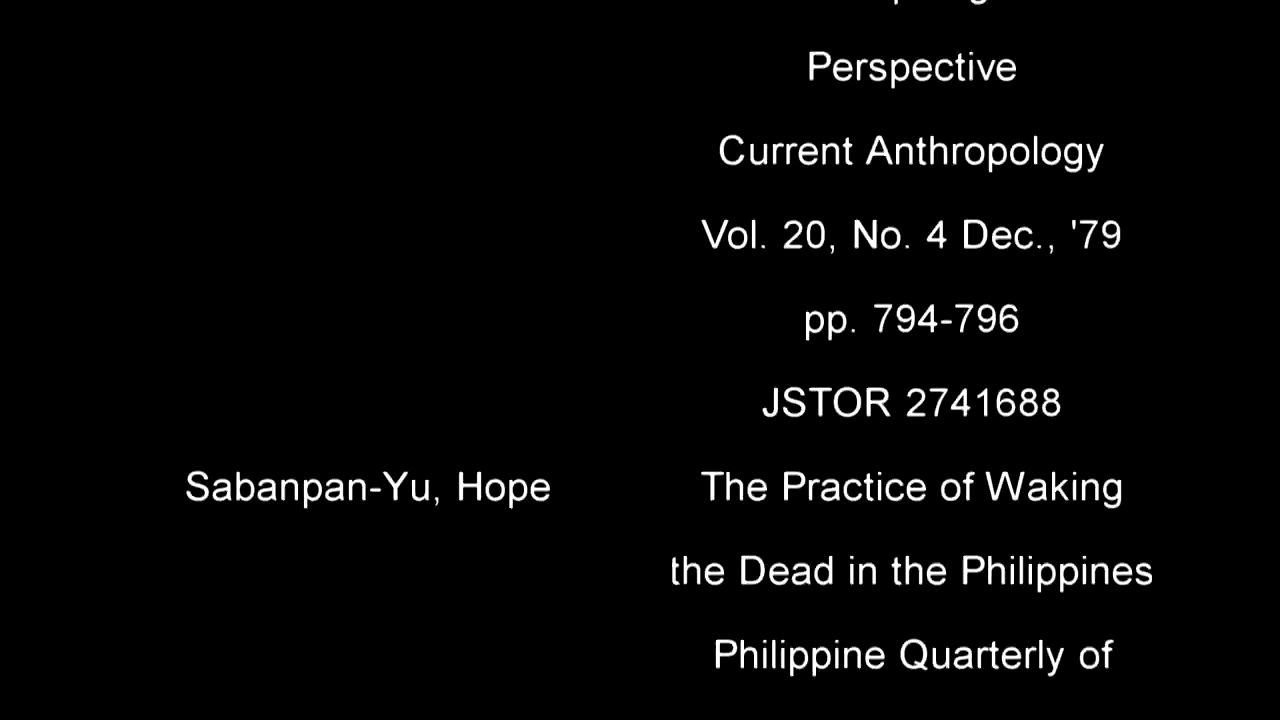 Perspective
Current Anthropology
Vol. 20, No. 4 Dec., '79
pp. 794-796
JSTOR 2741688
Sabanpan-Yu, Hope The Practice of Waking
the Dead in the Philippines
Philippine Quarterly of